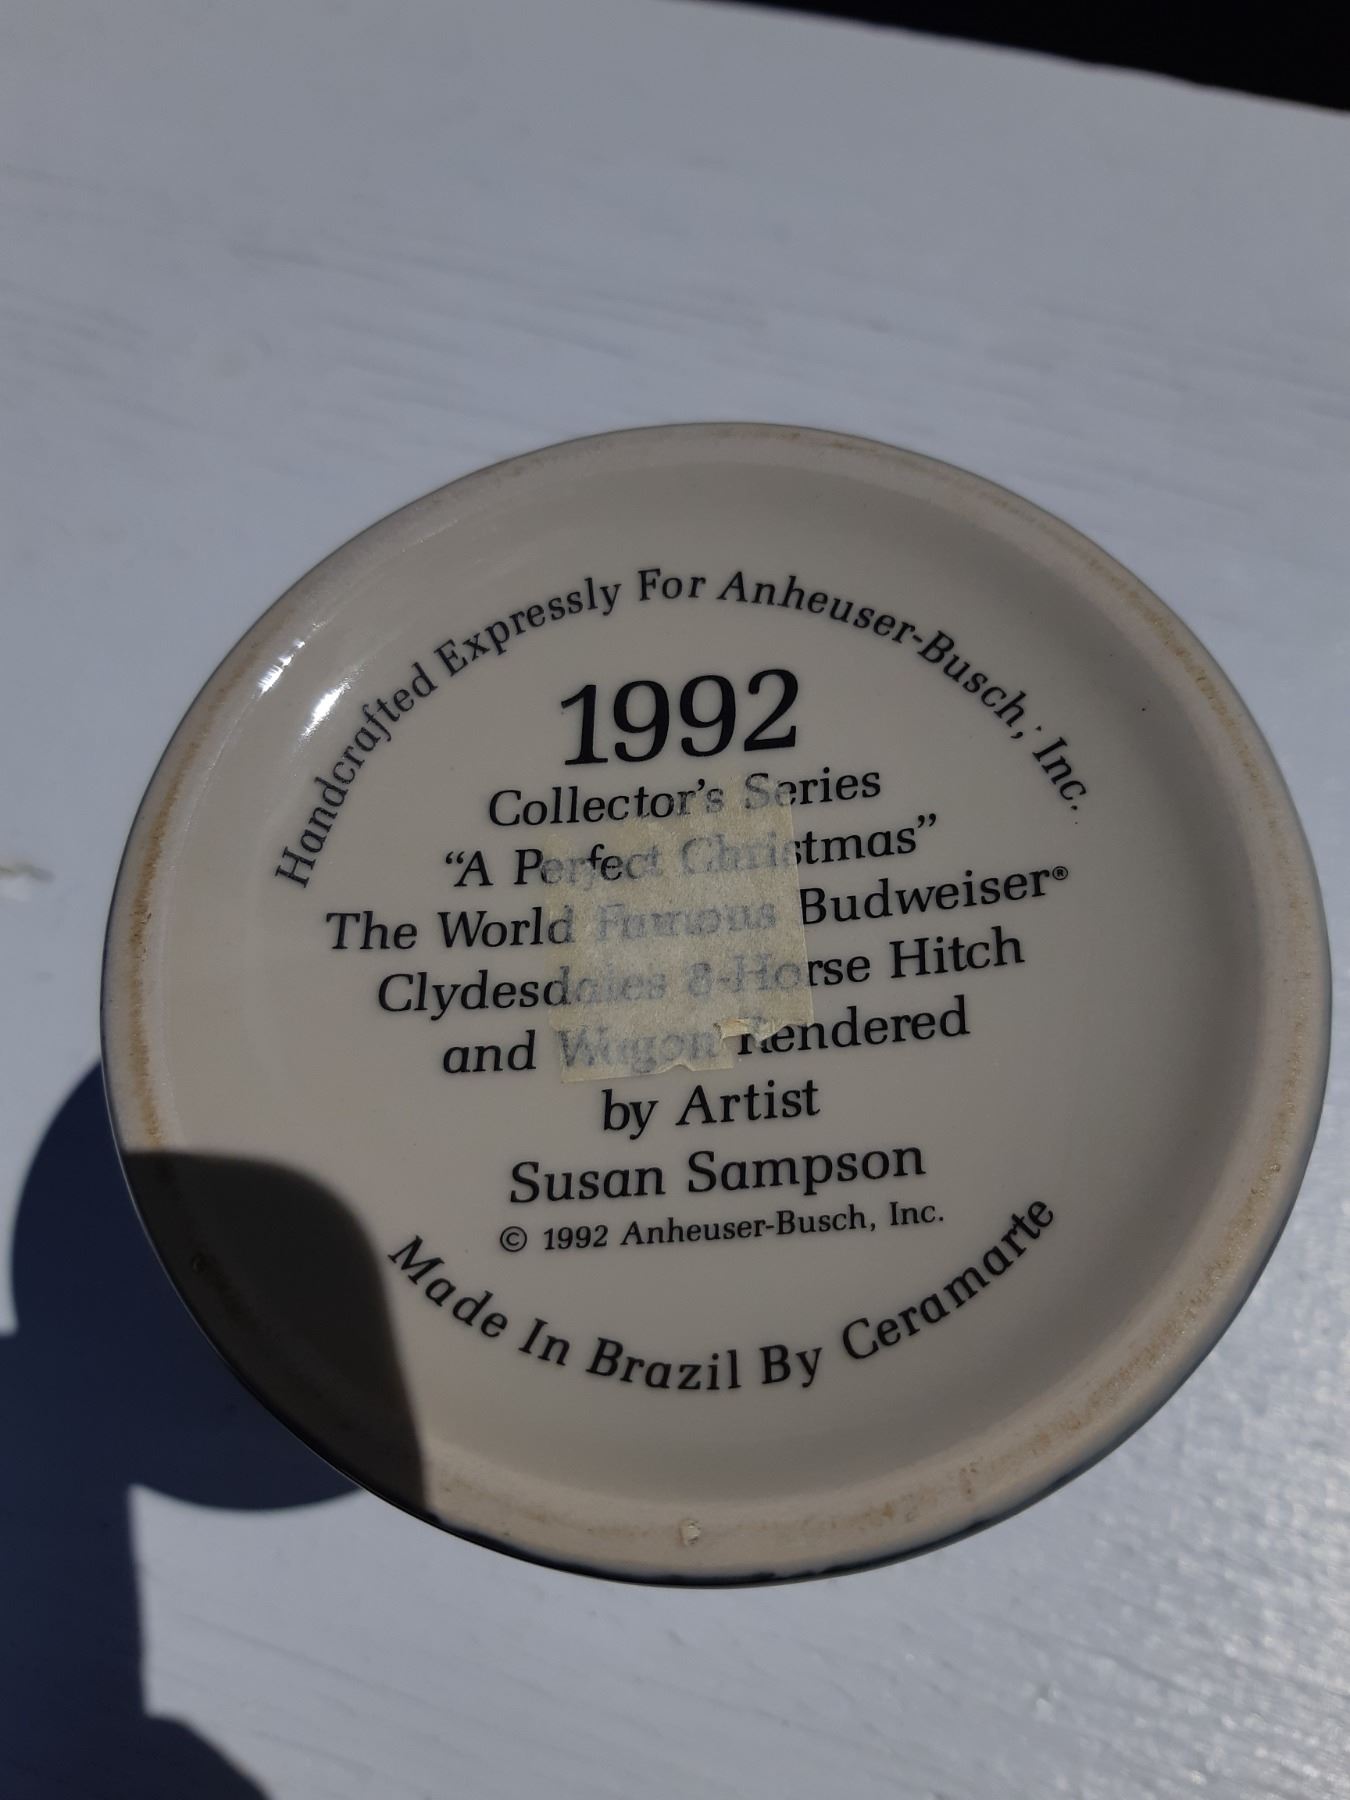 Handcrafted Expressly For Anheuser-Busch, Inc.
1992
Collector's Series
"A Perfect Christmas"
The World Famous Budweiser®
Clydesdales 8-Horse Hitch
and Wagon Rendered
by Artist
Susan Sampson
© 1992 Anheuser-Busch, Inc.
Made In Brazil By Ceramarte